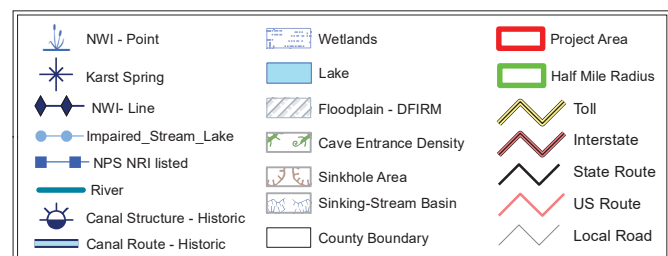 NWI - Point
Karst Spring
NWI- Line
Impaired_Stream_Lake
NPS NRI listed
River
Canal Structure - Historic
Canal Route - Historic
Wetlands
Lake
Floodplain - DFIRM
Cave Entrance Density
Sinkhole Area
Sinking-Stream Basin
County Boundary
Project Area
Half Mile Radius
Toll
Interstate
State Route
US Route
Local Road